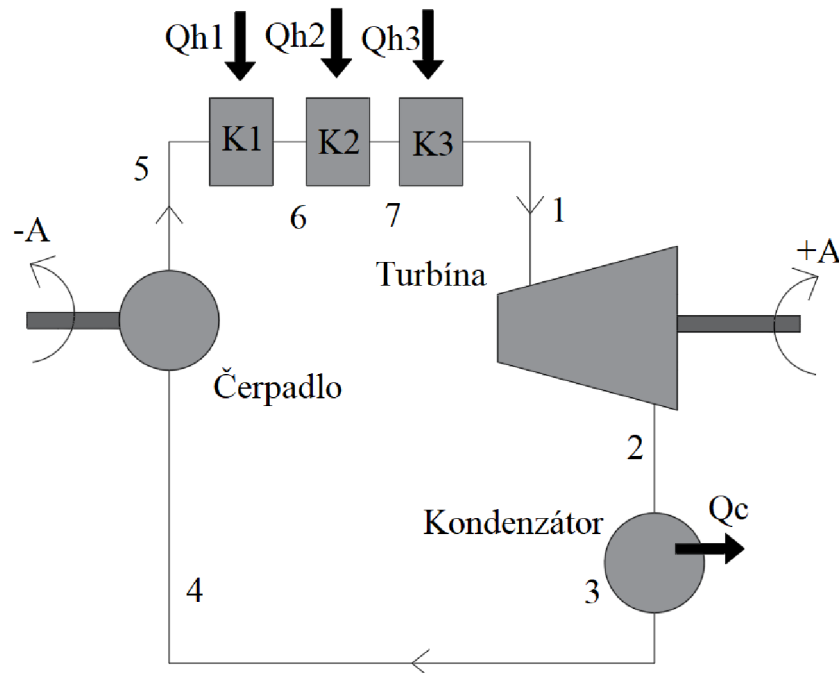 Qh1 Qh2 Qh3
K1 K2 K3
5
6
7
1
-A
Turbína
+A
Čerpadlo
2
Kondenzátor
Qc
4
3